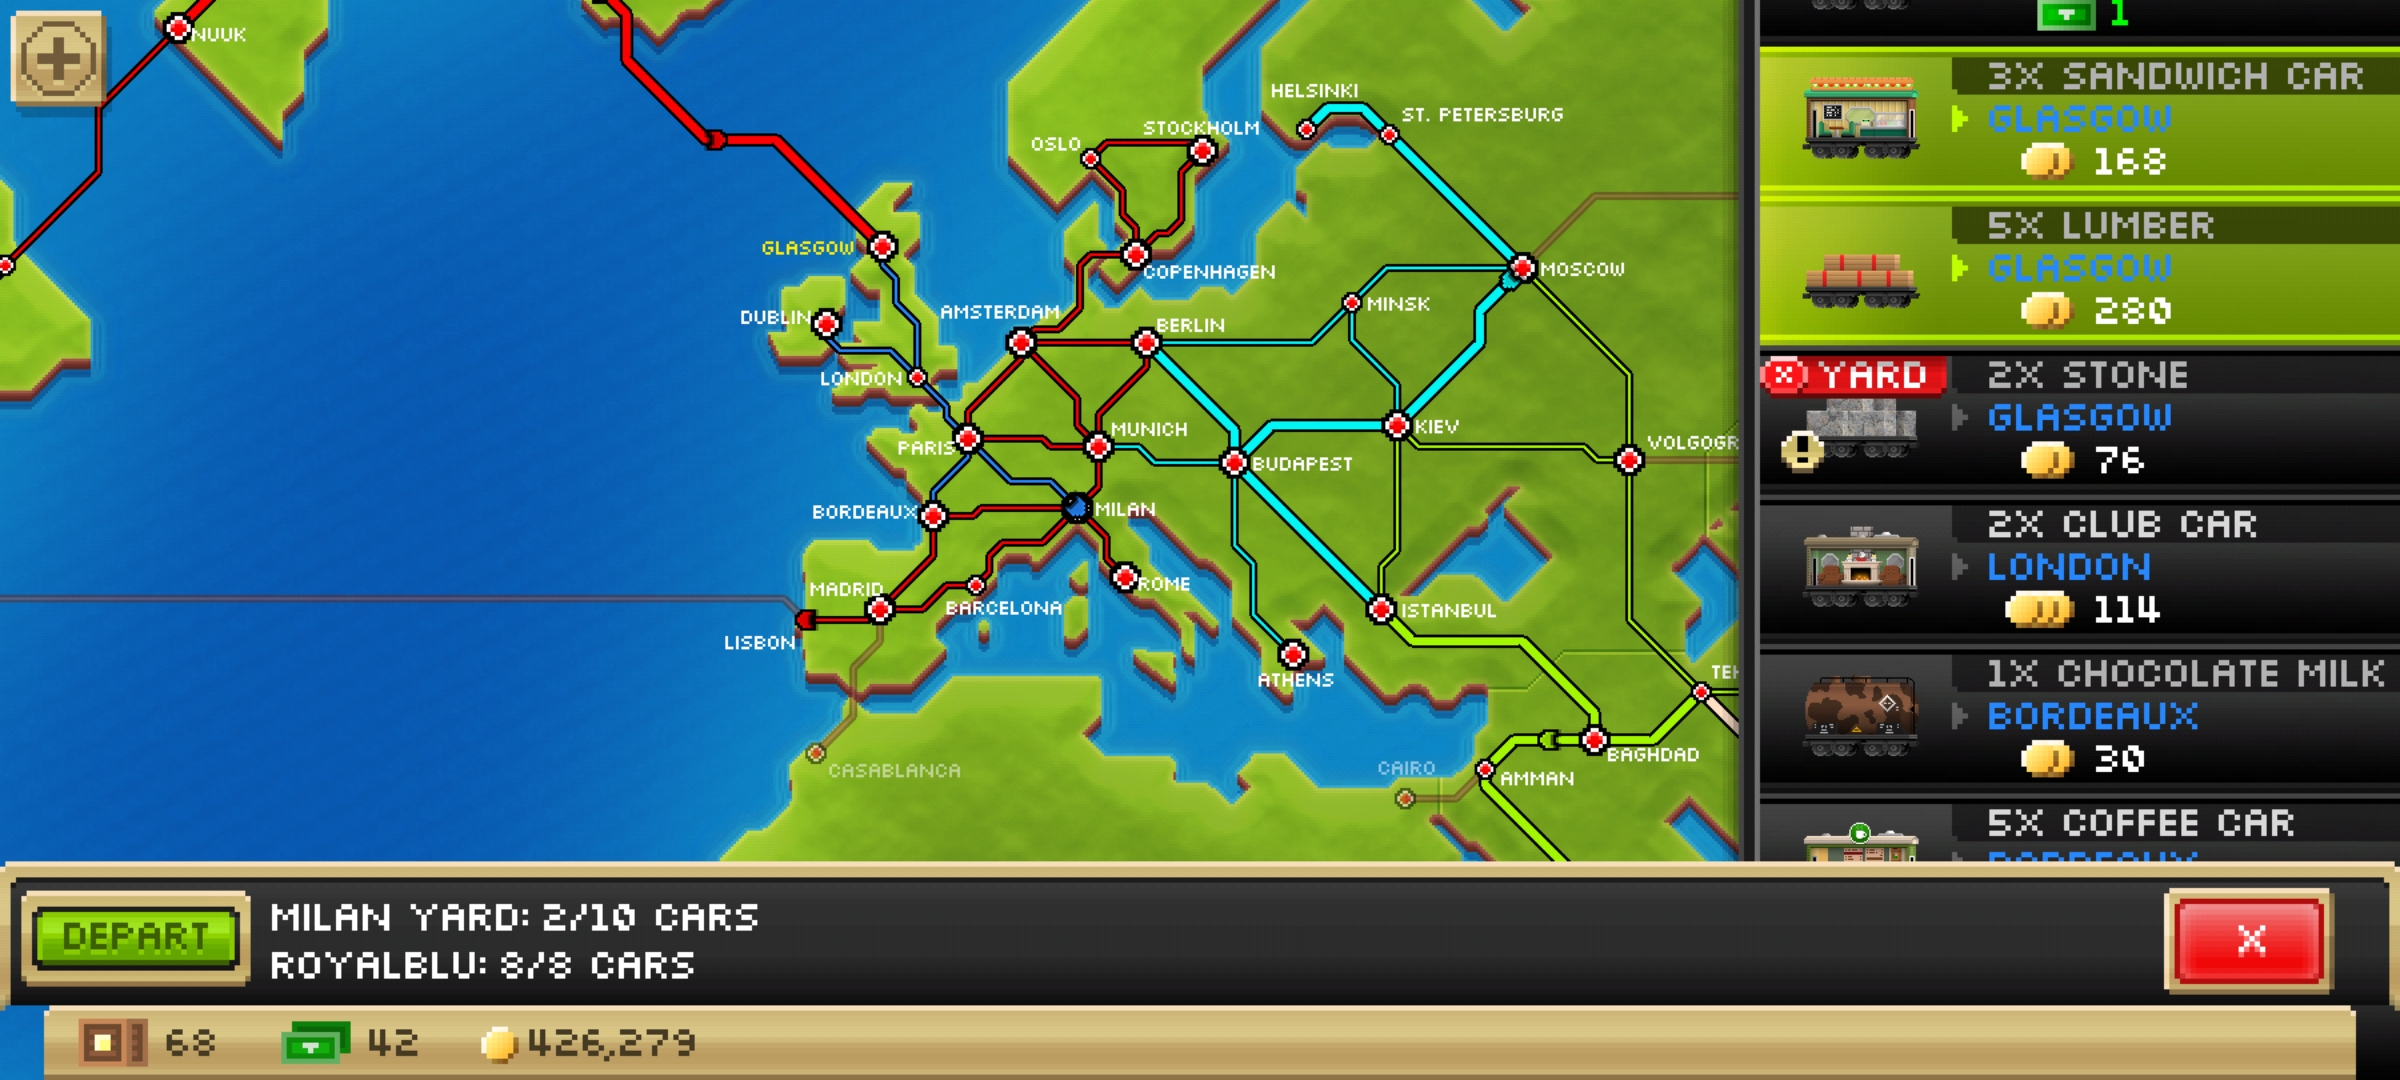 NUUK
1
3X SANDWICH CAR
GLASGOW
168
5X LUMBER
GLASGOW
280
YARD
2X STONE
GLASGOW
76
2X CLUB CAR
LONDON
114
1X CHOCOLATE MILK
BORDEAUX
30
5X COFFEE CAR
BORDEAUX
HELSINKI
ST. PETERSBURG
STOCKHOLM
OSLO
GLASGOW
COPENHAGEN
MOSCOW
MINSK
DUBLIN
AMSTERDAM
BERLIN
LONDON
MUNICH
KIEV
VOLGOGR
PARIS
BUDAPEST
BORDEAUX
MILAN
MADRID
BARCELONA
ROME
ISTANBUL
LISBON
ATHENS
TEH
BAGHDAD
CASABLANCA
CAIRO
AMMAN
DEPART
MILAN YARD: 2/10 CARS
ROYALBLU: 8/8 CARS
X
68
42
426,279